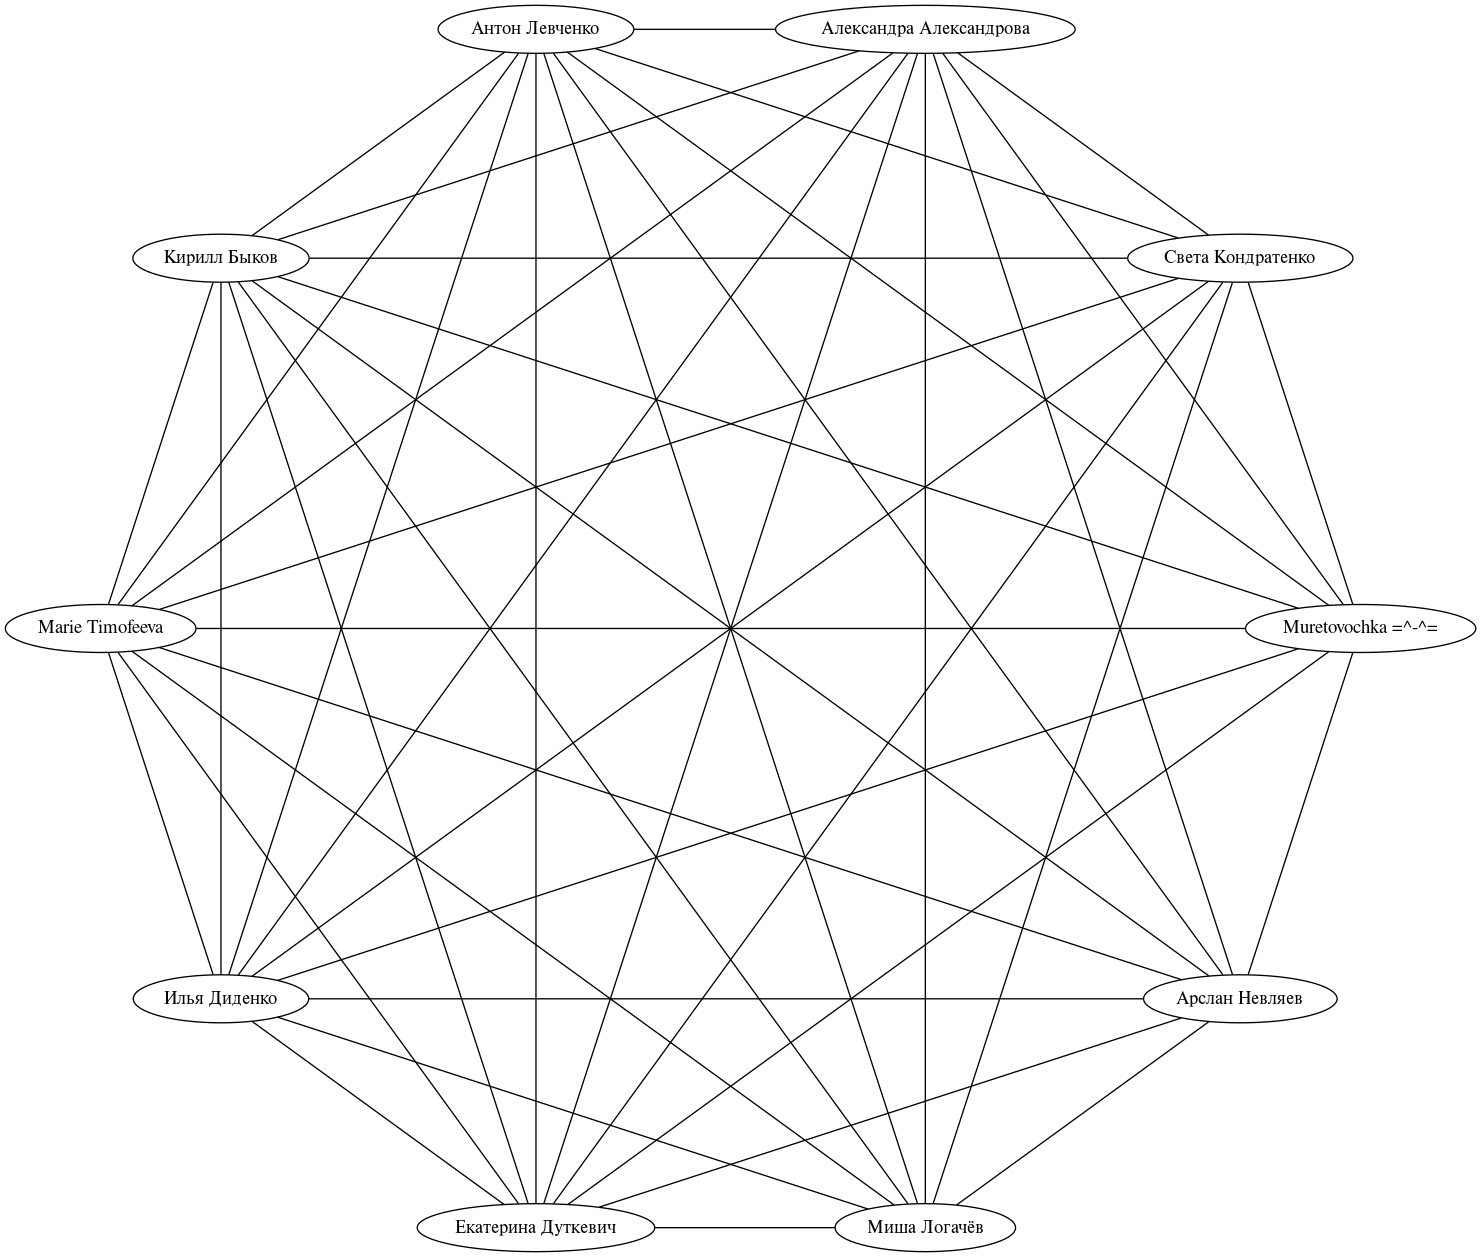 Антон Левченко
Александра Александрова
Кирилл Быков
Света Кондратенко
Marie Timofeeva
Muretovochka =^-^=
Илья Диденко
Арслан Невляев
Екатерина Дуткевич
Миша Логачёв